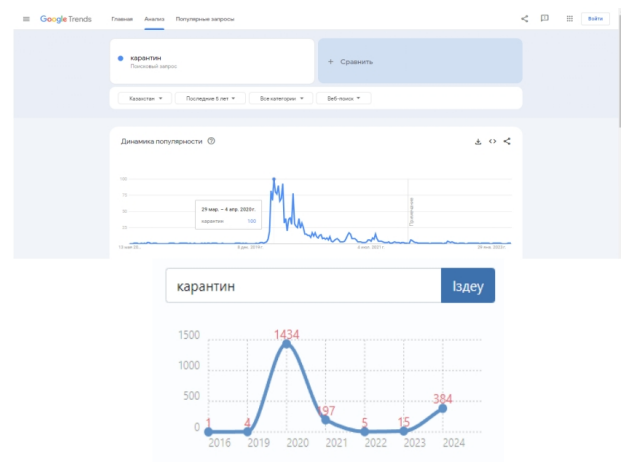 Google Trends Главная Анализ Популярные запросы Войти
карантин
Поисковый запрос
+ Сравнить
Казахстан Последние 5 лет Все категории Веб-поиск
Динамика популярности
100
75
50
25
29 мар. – 4 апр. 2020 г.
карантин 100
Примечание
карантин Іздеу
1500
1000
500
0
1 4 1434 197 5 15 384
2016 2019 2020 2021 2022 2023 2024